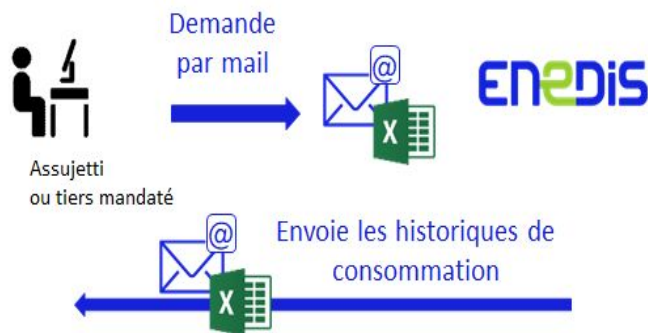 Demande
par mail
@
X
ENEDIS
Assujetti
ou tiers mandaté
@
X
Envoie les historiques de
consommation